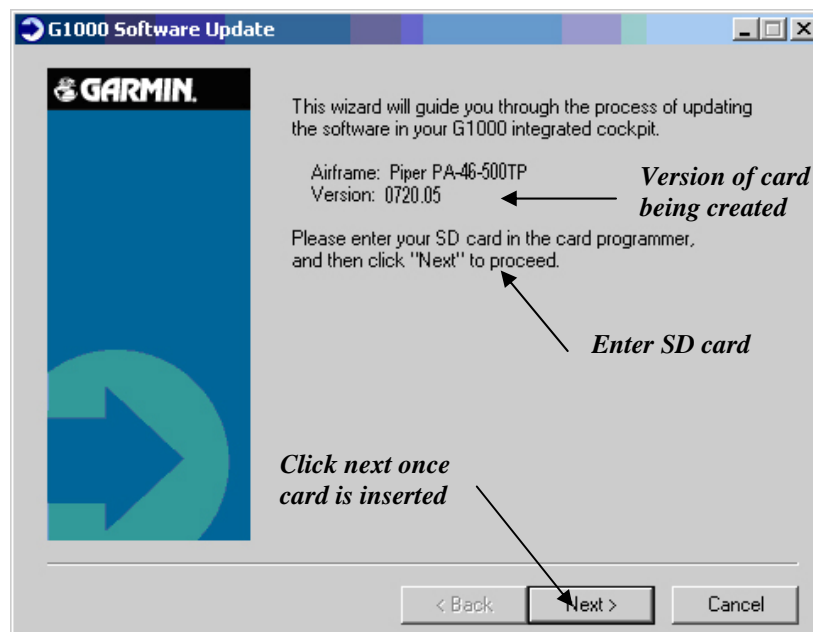 G1000 Software Update
GARMIN.
This wizard will guide you through the process of updating
the software in your G1000 integrated cockpit.
Airframe: Piper PA-46-500TP
Version: 0720.05
Version of card
being created
Please enter your SD card in the card programmer,
and then click "Next" to proceed.
Enter SD card
Click next once
card is inserted
< Back
Next >
Cancel